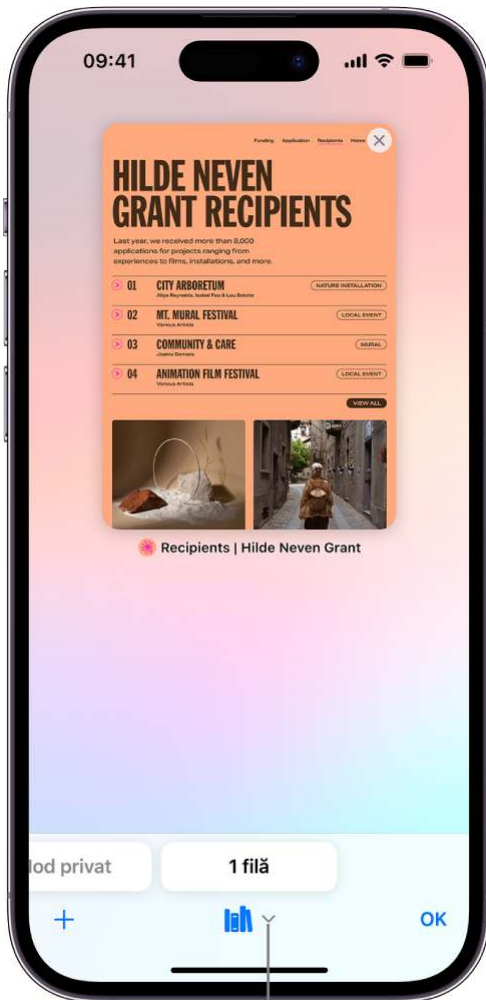 09:41
Funding Application Recipients Home
HILDE NEVEN
GRANT RECIPIENTS
Last year, we received more than 8,000
applications for projects ranging from
experiences to films, installations, and more.
01 CITY ARBORETUM NATURE INSTALLATION
02 MT. MURAL FESTIVAL LOCAL EVENT
Various Artists
03 COMMUNITY & CARE MURAL
04 ANIMATION FILM FESTIVAL LOCAL EVENT
Various Artists
VIEW ALL
Recipients | Hilde Neven Grant
privat 1 filă
OK